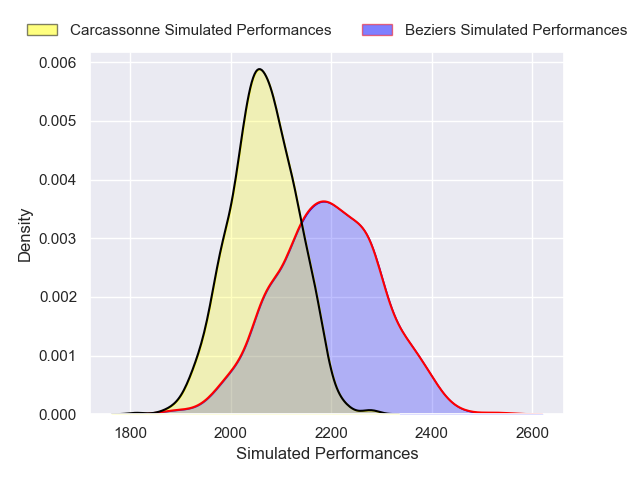 Carcassonne Simulated Performances
Beziers Simulated Performances
0.006
0.005
0.004
0.003
0.002
0.001
0.000
Density
1800 2000 2200 2400 2600
Simulated Performances